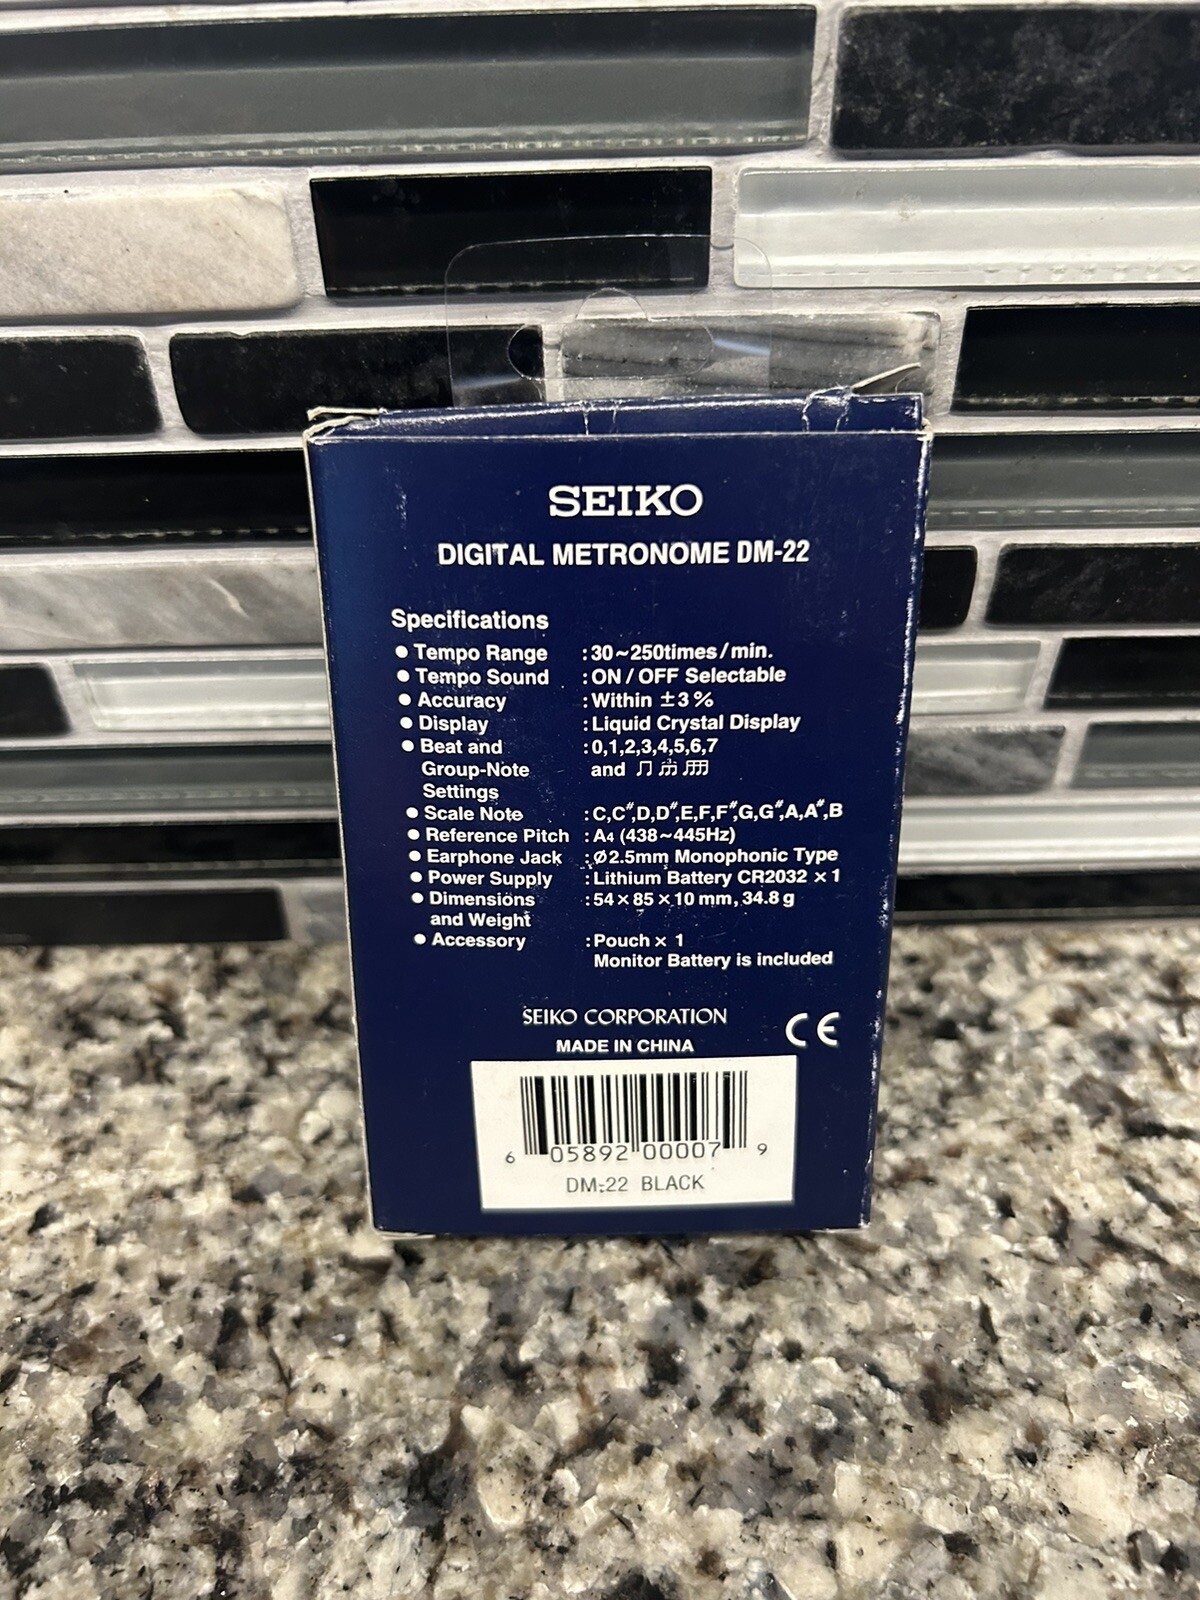 SEIKO
DIGITAL METRONOME DM-22
Specifications
● Tempo Range : 30~250times/min.
● Tempo Sound : ON / OFF Selectable
● Accuracy : Within ±3%
● Display : Liquid Crystal Display
● Beat and : 0,1,2,3,4,5,6,7
Group-Note and ♫
Settings
● Scale Note : C,C#,D,D#,E,F,F#,G,G#,A,A#,B
● Reference Pitch : A4 (438~445Hz)
● Earphone Jack : Ø2.5mm Monophonic Type
● Power Supply : Lithium Battery CR2032 × 1
● Dimensions : 54 × 85 × 10 mm, 34.8 g
and Weight
● Accessory : Pouch × 1
Monitor Battery is included
SEIKO CORPORATION
MADE IN CHINA
CE
6 05892 00007 9
DM-22 BLACK